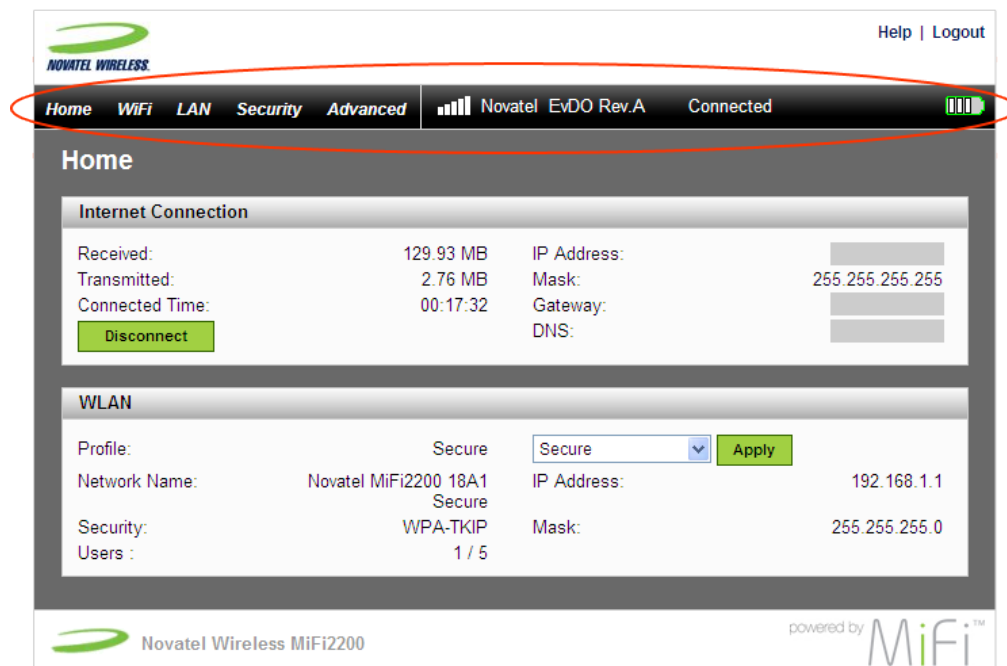 Help | Logout
NOVATEL WIRELESS.
Home WiFi LAN Security Advanced Novatel EvDO Rev.A Connected
Home
Internet Connection
Received: 129.93 MB IP Address:
Transmitted: 2.76 MB Mask: 255.255.255.255
Connected Time: 00:17:32 Gateway:
Disconnect DNS:
WLAN
Profile: Secure Secure Apply
Network Name: Novatel MiFi2200 18A1 IP Address: 192.168.1.1
Secure
Security: WPA-TKIP Mask: 255.255.255.0
Users : 1 / 5
Novatel Wireless MiFi2200 powered by MiFi™